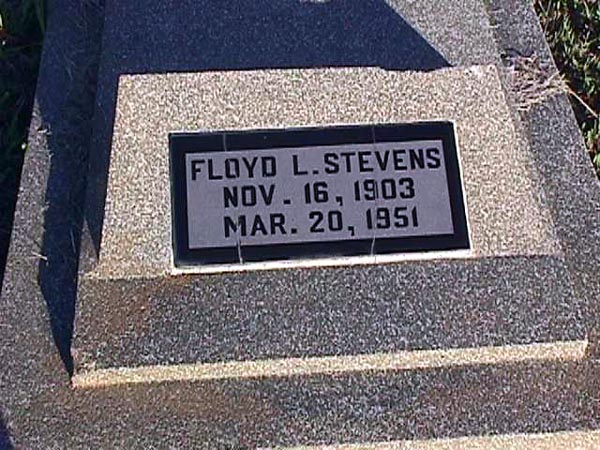 FLOYD L. STEVENS
NOV. 16, 1903
MAR. 20, 1951